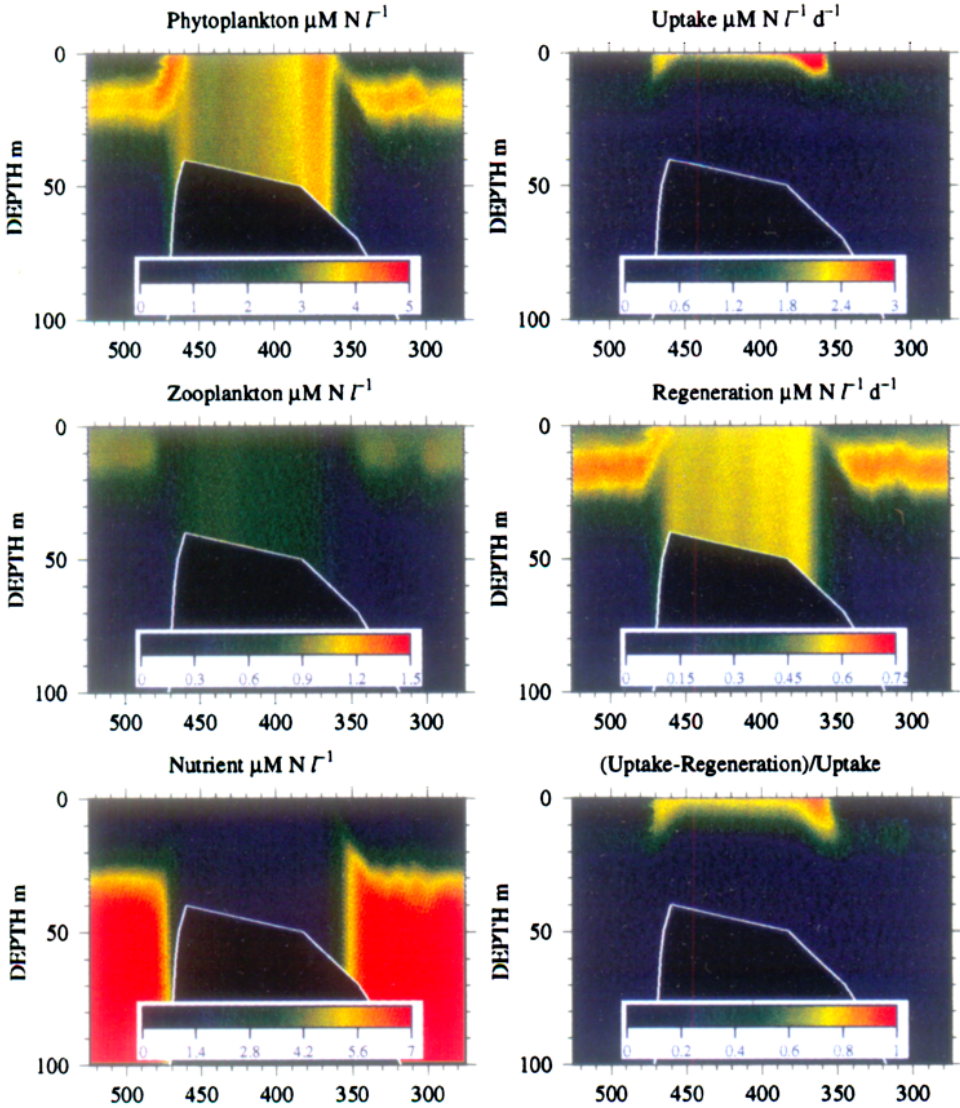 Phytoplankton µM N l⁻¹
0
50
100
DEPTH m
0 1 2 3 4 5
500 450 400 350 300
Uptake µM N l⁻¹ d⁻¹
0
50
100
DEPTH m
0 0.6 1.2 1.8 2.4 3
500 450 400 350 300
Zooplankton µM N l⁻¹
0
50
100
DEPTH m
0 0.3 0.6 0.9 1.2 1.5
500 450 400 350 300
Regeneration µM N l⁻¹ d⁻¹
0
50
100
DEPTH m
0 0.15 0.3 0.45 0.6 0.75
500 450 400 350 300
Nutrient µM N l⁻¹
0
50
100
DEPTH m
0 1.4 2.8 4.2 5.6 7
500 450 400 350 300
(Uptake-Regeneration)/Uptake
0
50
100
DEPTH m
0 0.2 0.4 0.6 0.8 1
500 450 400 350 300